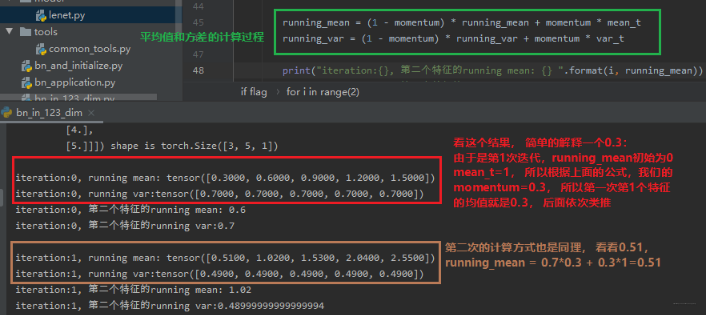 model
lenet.py
tools
common_tools.py
bn_and_initialize.py
bn_application.py
bn_in_123_dim.py
平均值和方差的计算过程
45
running_mean = (1 - momentum) * running_mean + momentum * mean_t
running_var = (1 - momentum) * running_var + momentum * var_t
48
print("iteration:{}, 第二个特征的running mean: {} ".format(i, running_mean))
if flag › for i in range(2)
bn_in_123_dim ×
[4.],
[5.]]]) shape is torch.Size([3, 5, 1])
iteration:0, running mean: tensor([0.3000, 0.6000, 0.9000, 1.2000, 1.5000])
iteration:0, running var:tensor([0.7000, 0.7000, 0.7000, 0.7000, 0.7000])
iteration:0, 第二个特征的running mean: 0.6
iteration:0, 第二个特征的running var:0.7
看这个结果, 简单的解释一个0.3:
由于是第1次迭代, running_mean初始为0
mean_t=1, 所以根据上面的公式, 我们的
momentum=0.3, 所以第一次第1个特征
的均值就是0.3, 后面依次类推
iteration:1, running mean: tensor([0.5100, 1.0200, 1.5300, 2.0400, 2.5500])
iteration:1, running var:tensor([0.4900, 0.4900, 0.4900, 0.4900, 0.4900])
iteration:1, 第二个特征的running mean: 1.02
iteration:1, 第二个特征的running var:0.48999999999999994
第二次的计算方式也是同理, 看看0.51,
running_mean = 0.7*0.3 + 0.3*1=0.51